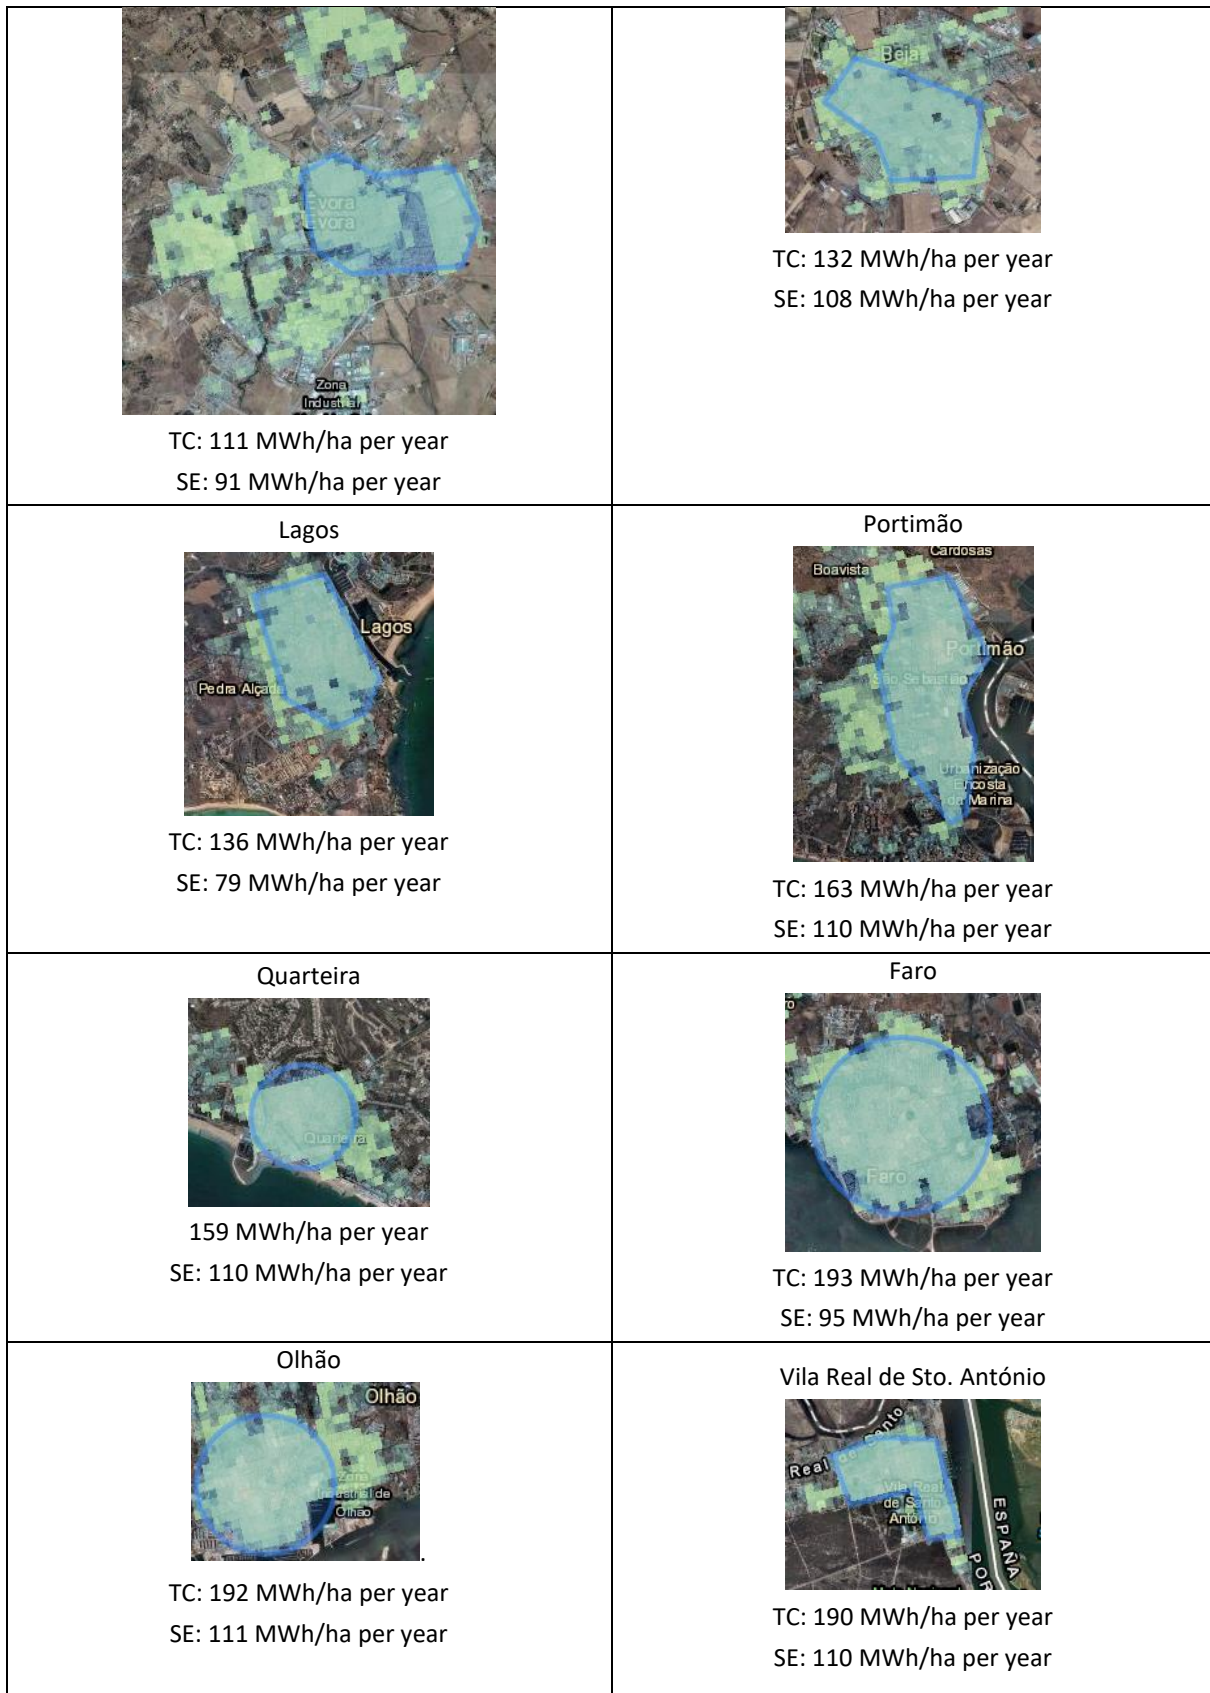 Évora
Évora
Zona
Industrial
TC: 111 MWh/ha per year
SE: 91 MWh/ha per year
Beja
TC: 132 MWh/ha per year
SE: 108 MWh/ha per year
Lagos
Lagos
Pedra Alçada
TC: 136 MWh/ha per year
SE: 79 MWh/ha per year
Portimão
Cardosas
Boavista
Portimão
São Sebastião
Urbanização
Encosta
da Marina
TC: 163 MWh/ha per year
SE: 110 MWh/ha per year
Quarteira
Quarteira
159 MWh/ha per year
SE: 110 MWh/ha per year
Faro
ro
Faro
TC: 193 MWh/ha per year
SE: 95 MWh/ha per year
Olhão
Olhão
Zona
Industrial de
Olhão
.
TC: 192 MWh/ha per year
SE: 111 MWh/ha per year
Vila Real de Sto. António
Real de Santo
Vila Real
de Santo
António
ESPAÑA
POR
TC: 190 MWh/ha per year
SE: 110 MWh/ha per year